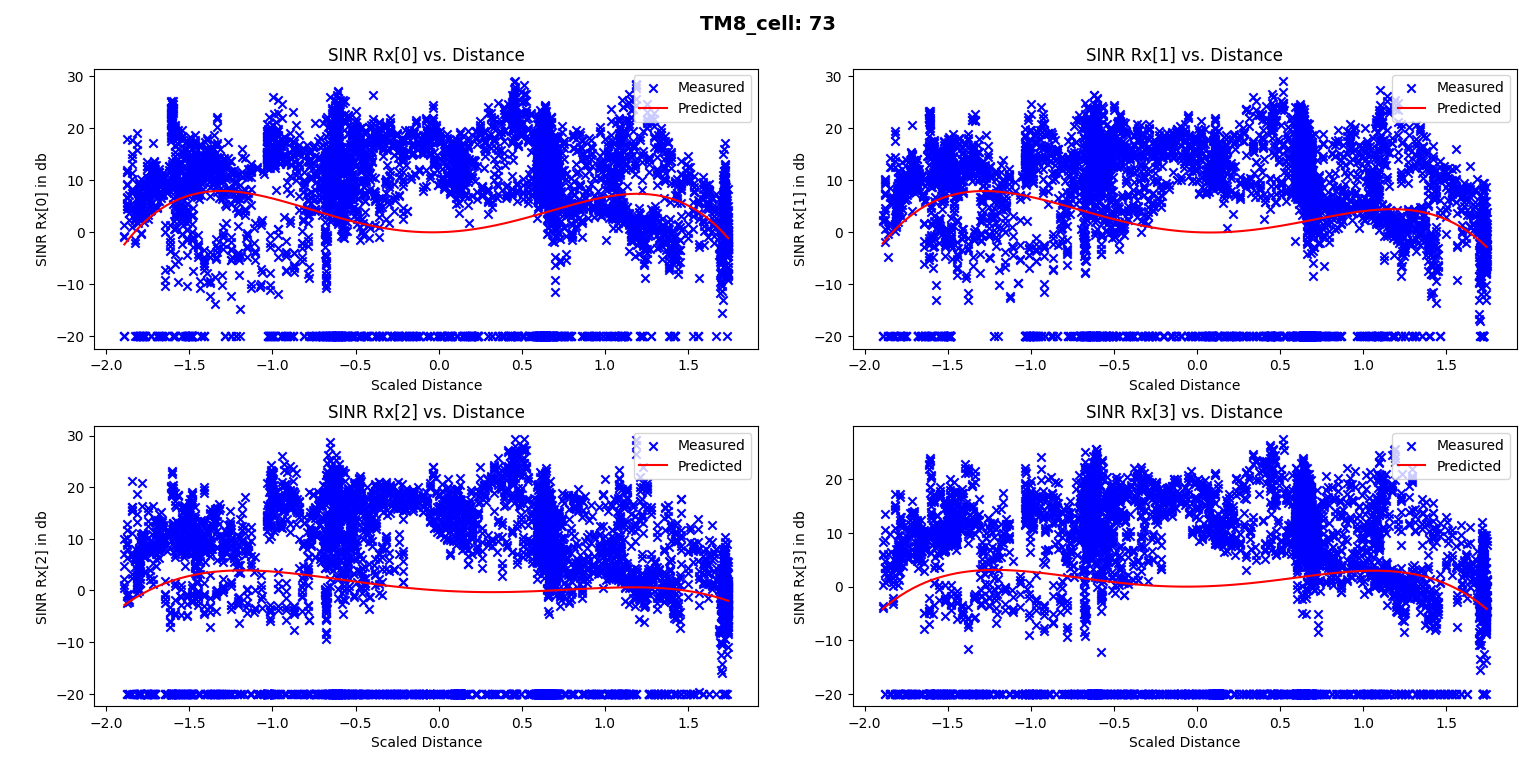 TM8_cell: 73
SINR Rx[0] vs. Distance
SINR Rx[0] in db
30
20
10
0
−10
−20
Measured
Predicted
−2.0 −1.5 −1.0 −0.5 0.0 0.5 1.0 1.5
Scaled Distance
SINR Rx[1] vs. Distance
SINR Rx[1] in db
30
20
10
0
−10
−20
Measured
Predicted
−2.0 −1.5 −1.0 −0.5 0.0 0.5 1.0 1.5
Scaled Distance
SINR Rx[2] vs. Distance
SINR Rx[2] in db
30
20
10
0
−10
−20
Measured
Predicted
−2.0 −1.5 −1.0 −0.5 0.0 0.5 1.0 1.5
Scaled Distance
SINR Rx[3] vs. Distance
SINR Rx[3] in db
20
10
0
−10
−20
Measured
Predicted
−2.0 −1.5 −1.0 −0.5 0.0 0.5 1.0 1.5
Scaled Distance